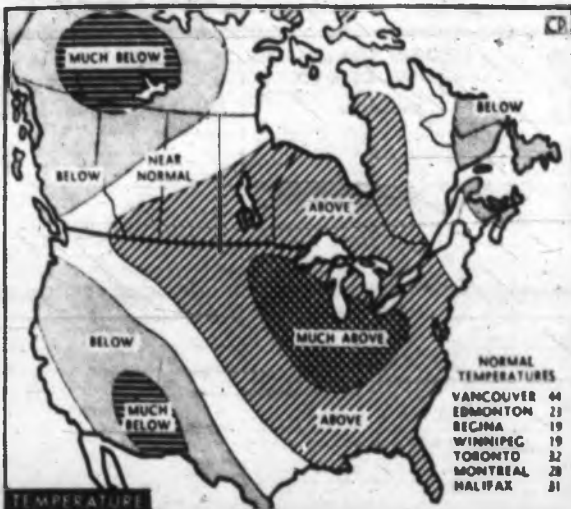 CP
MUCH BELOW
BELOW
BELOW
NEAR NORMAL
ABOVE
BELOW
MUCH ABOVE
MUCH BELOW
ABOVE
NORMAL
TEMPERATURES
VANCOUVER 44
EDMONTON 23
REGINA 19
WINNIPEG 19
TORONTO 32
MONTREAL 28
HALIFAX 31
TEMPERATURE